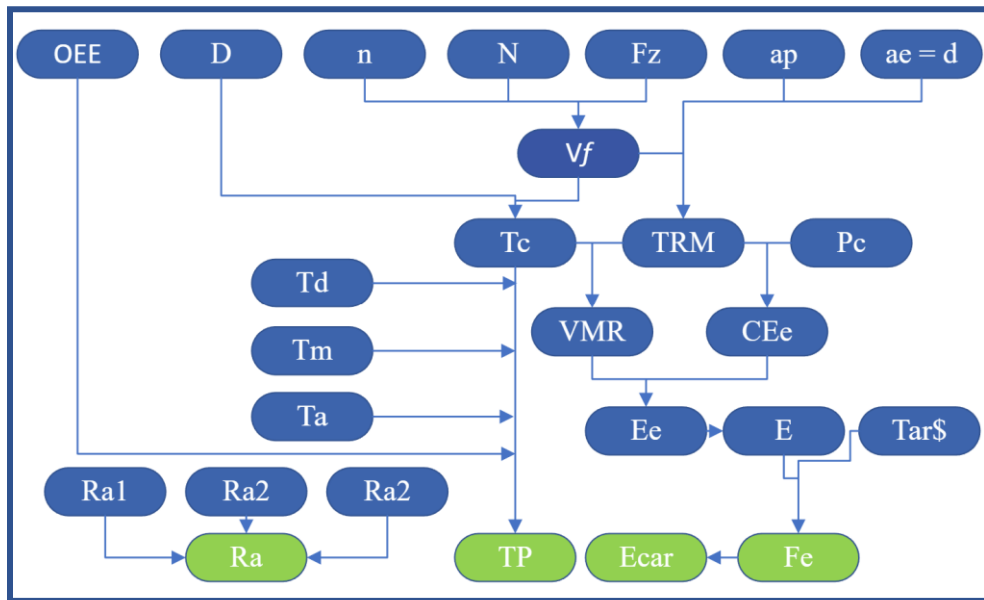 OEE
D
n
N
Fz
ap
ae = d
Vf
Tc
TRM
Pc
Td
VMR
CEe
Tm
Ta
Ee
E
Tar$
Ra1
Ra2
Ra2
Ra
TP
Ecar
Fe